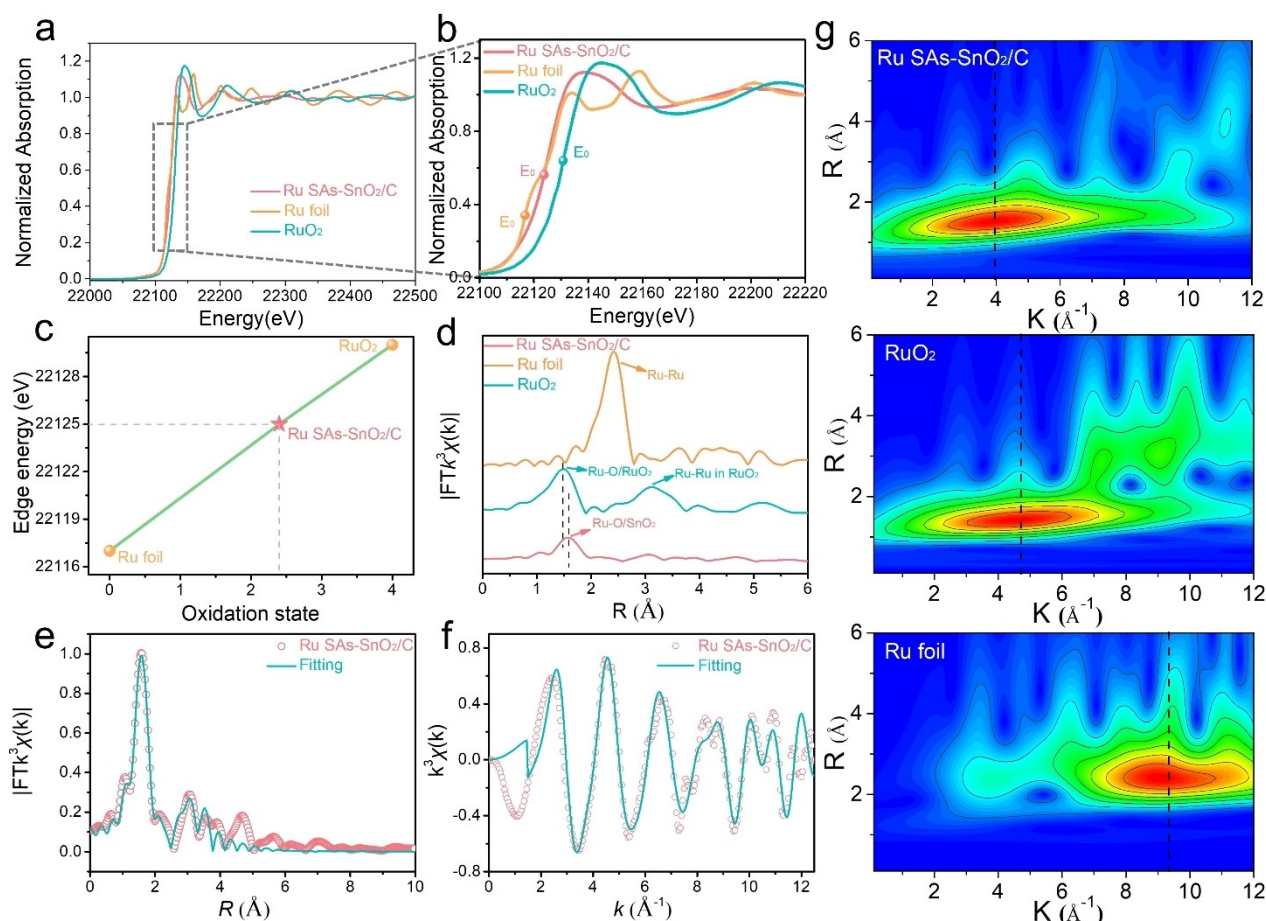 a
Normalized Absorption
1.2
1.0
0.8
0.6
0.4
0.2
0.0
Ru SAs-SnO₂/C
Ru foil
RuO₂
22000 22100 22200 22300 22400 22500
Energy(eV)
b
Normalized Absorption
1.2
0.8
0.4
0.0
Ru SAs-SnO₂/C
Ru foil
RuO₂
E₀
E₀
E₀
22100 22120 22140 22160 22180 22200 22220
Energy(eV)
c
Edge energy (eV)
22128
22125
22122
22119
22116
RuO₂
Ru SAs-SnO₂/C
Ru foil
0 1 2 3 4
Oxidation state
d
|FTk³χ(k)|
Ru SAs-SnO₂/C
Ru foil
RuO₂
Ru-Ru
Ru-O/RuO₂
Ru-Ru in RuO₂
Ru-O/SnO₂
0 1 2 3 4 5 6
R (Å)
e
|FTk³χ(k)|
1.0
0.8
0.6
0.4
0.2
0.0
Ru SAs-SnO₂/C
Fitting
0 2 4 6 8 10
R (Å)
f
k³χ(k)
0.8
0.4
0.0
-0.4
-0.8
Ru SAs-SnO₂/C
Fitting
0 2 4 6 8 10 12
k (Å⁻¹)
g
Ru SAs-SnO₂/C
R (Å)
6
4
2
2 4 6 8 10 12
K (Å⁻¹)
RuO₂
R (Å)
6
4
2
2 4 6 8 10 12
K (Å⁻¹)
Ru foil
R (Å)
6
4
2
2 4 6 8 10 12
K (Å⁻¹)